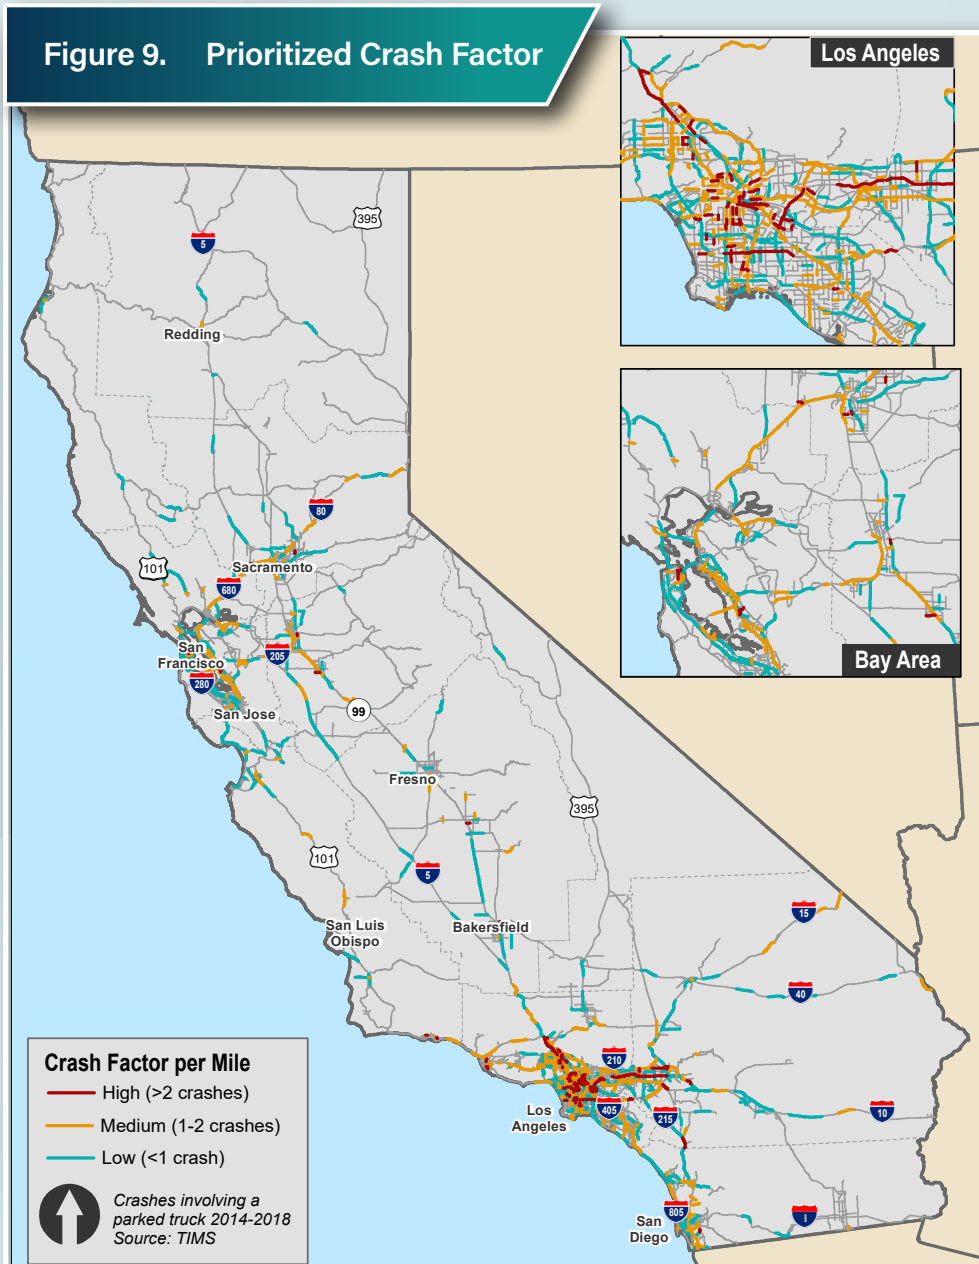 Figure 9. Prioritized Crash Factor
Los Angeles
395
5
Redding
80
101
Sacramento
680
San
Francisco
205
280
San Jose
99
Bay Area
Fresno
395
101
5
15
San Luis
Obispo
Bakersfield
40
210
405
215
10
Los
Angeles
805
8
San
Diego
Crash Factor per Mile
High (>2 crashes)
Medium (1-2 crashes)
Low (<1 crash)
Crashes involving a
parked truck 2014-2018
Source: TIMS